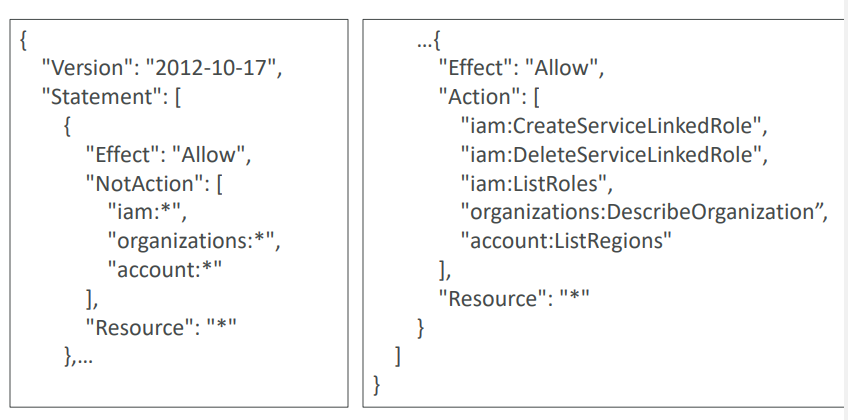 {
"Version": "2012-10-17",
"Statement": [
{
"Effect": "Allow",
"NotAction": [
"iam:*",
"organizations:*",
"account:*"
],
"Resource": "*"
},...
...{
"Effect": "Allow",
"Action": [
"iam:CreateServiceLinkedRole",
"iam:DeleteServiceLinkedRole",
"iam:ListRoles",
"organizations:DescribeOrganization”,
"account:ListRegions"
],
"Resource": "*"
}
]
}